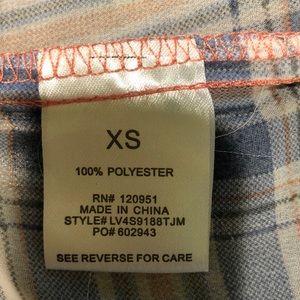 XS
100% POLYESTER
RN# 120951
MADE IN CHINA
STYLE# LV4S9188TJM
PO# 602943
SEE REVERSE FOR CARE